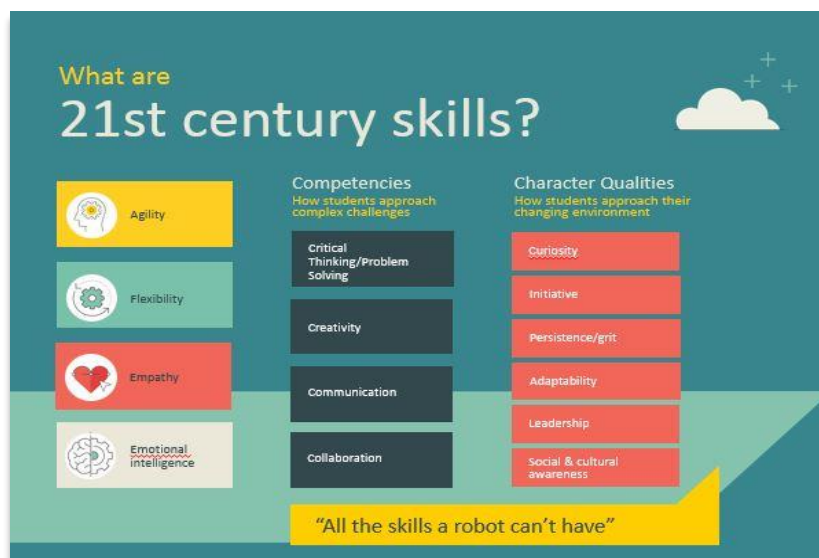 What are
21st century skills?
Agility
Flexibility
Empathy
Emotional
intelligence
Competencies
How students approach
complex challenges
Critical
Thinking/Problem
Solving
Creativity
Communication
Collaboration
Character Qualities
How students approach their
changing environment
Curiosity
Initiative
Persistence/grit
Adaptability
Leadership
Social & cultural
awareness
“All the skills a robot can’t have”